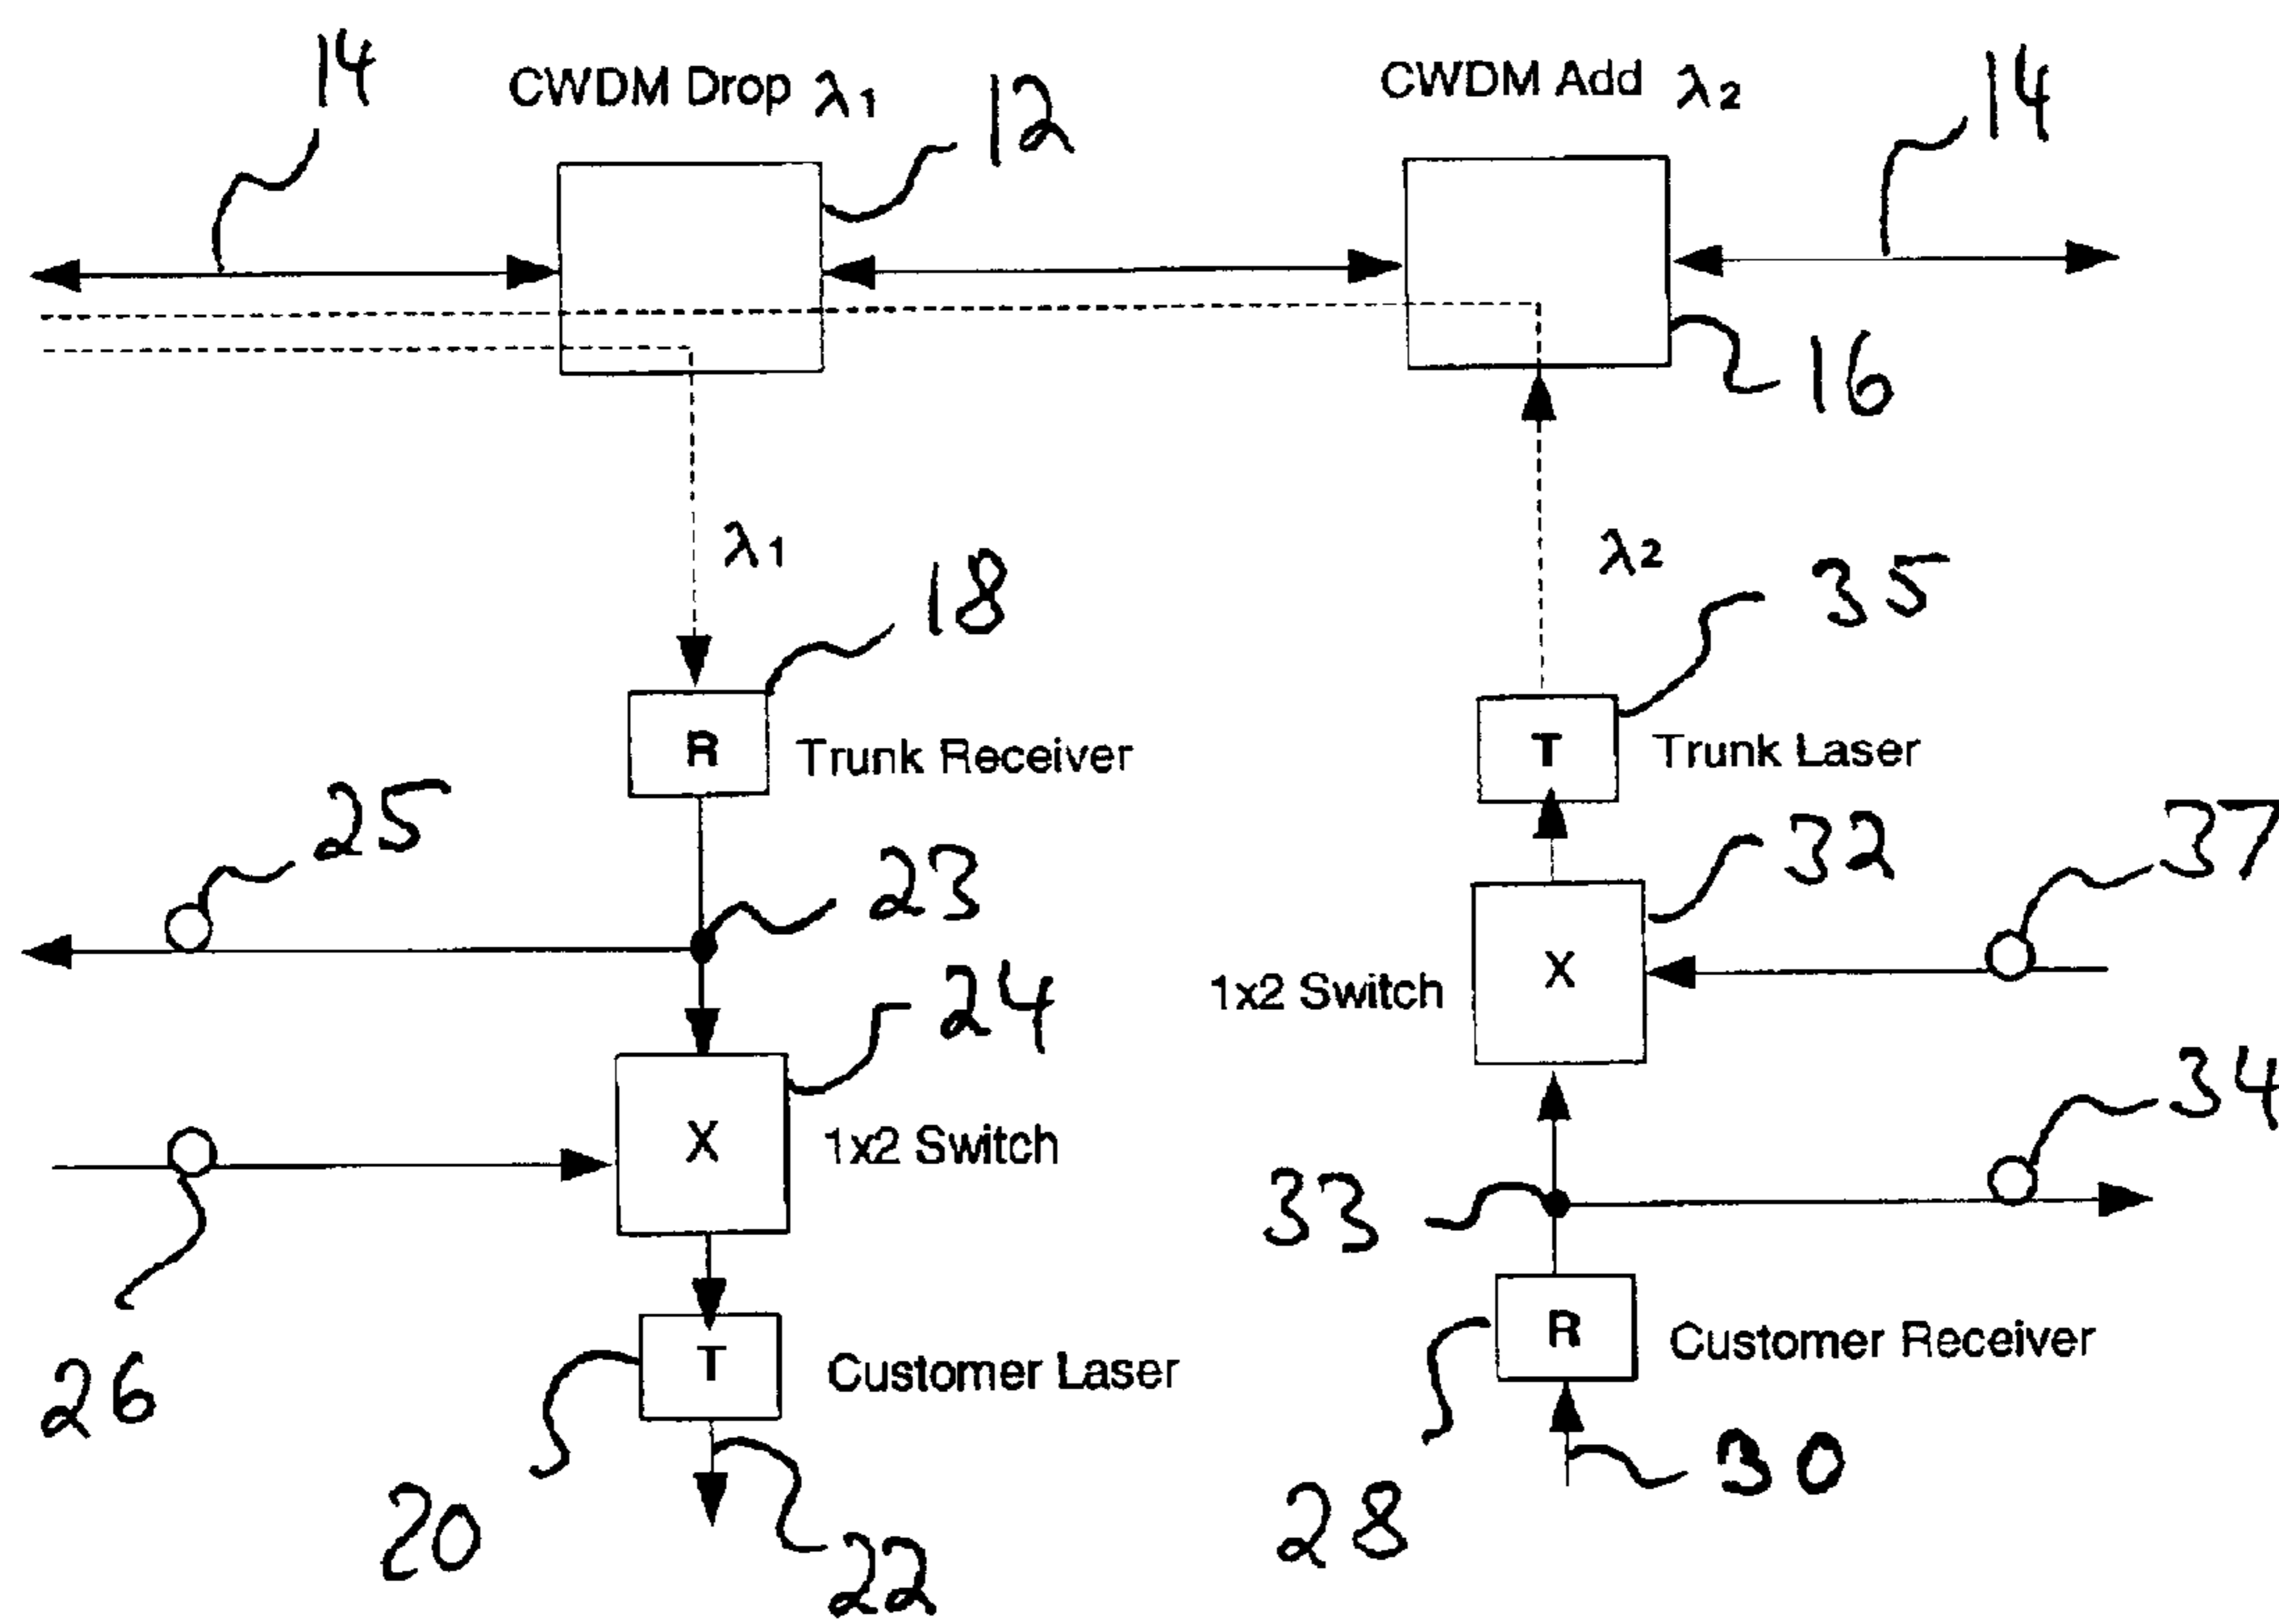 14
CWDM Drop λ1
12
CWDM Add λ2
14
16
λ1
λ2
18
35
R
Trunk Receiver
T
Trunk Laser
25
23
32
37
24
X
1x2 Switch
34
X
1x2 Switch
33
26
T
Customer Laser
R
Customer Receiver
20
22
28
30